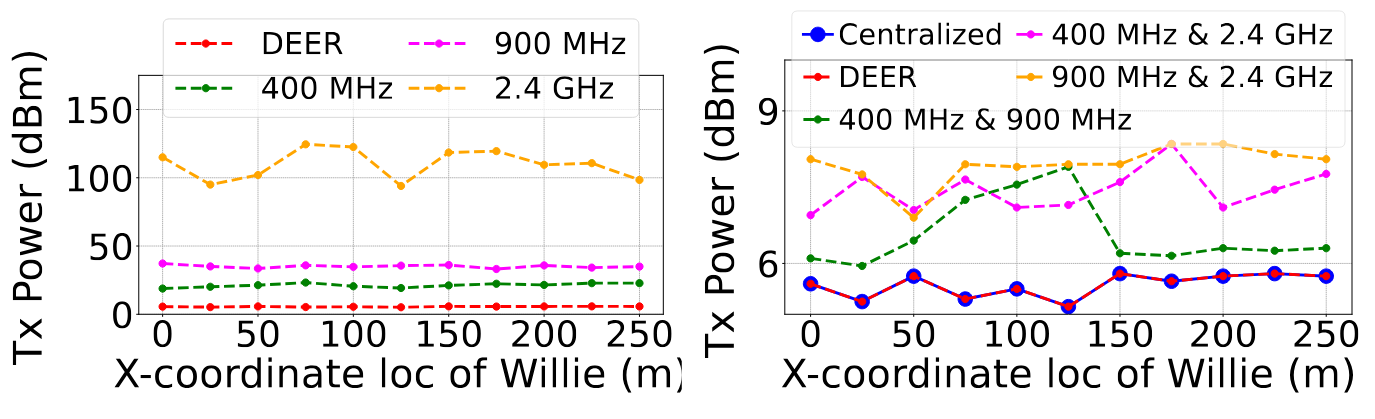 DEER
900 MHz
400 MHz
2.4 GHz
Tx Power (dBm)
150
100
50
0
0 50 100 150 200 250
X-coordinate loc of Willie (m)
Centralized
400 MHz & 2.4 GHz
DEER
900 MHz & 2.4 GHz
400 MHz & 900 MHz
Tx Power (dBm)
9
6
0 50 100 150 200 250
X-coordinate loc of Willie (m)